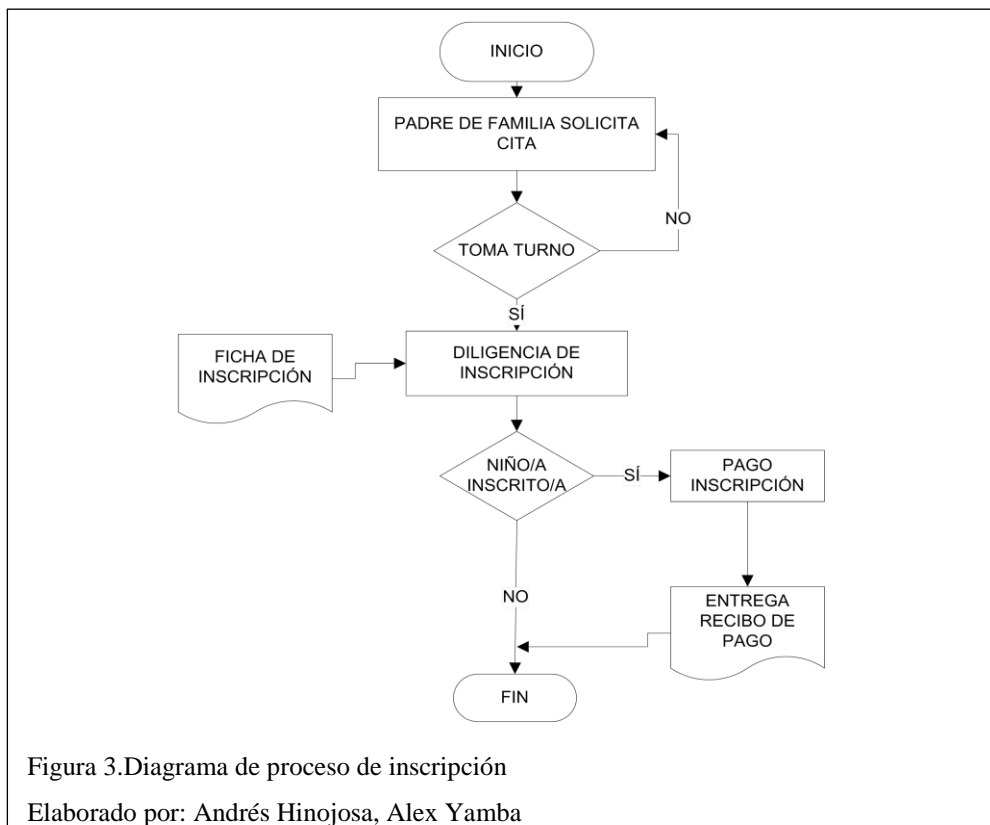 INICIO
PADRE DE FAMILIA SOLICITA
CITA
NO
TOMA TURNO
SÍ
FICHA DE
INSCRIPCIÓN
DILIGENCIA DE
INSCRIPCIÓN
NIÑO/A
INSCRITO/A
SÍ
PAGO
INSCRIPCIÓN
NO
ENTREGA
RECIBO DE
PAGO
FIN
Figura 3.Diagrama de proceso de inscripción
Elaborado por: Andrés Hinojosa, Alex Yamba